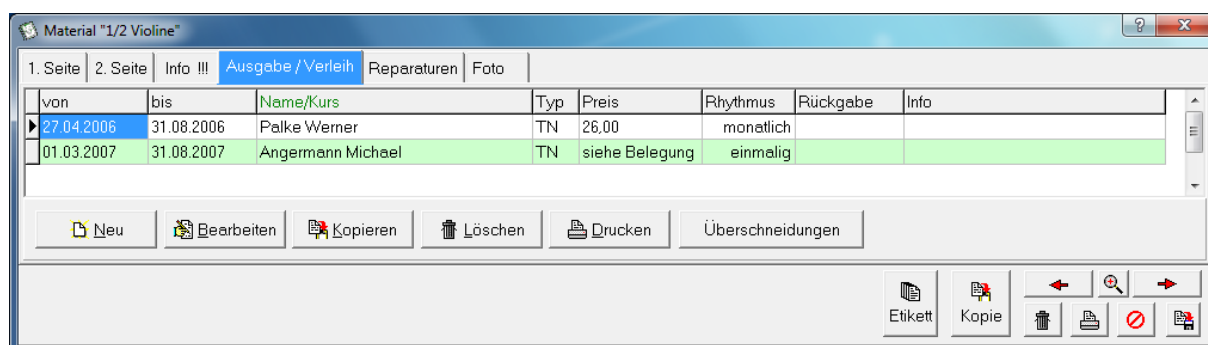 Material "1/2 Violine"
1. Seite 2. Seite Info !!! Ausgabe / Verleih Reparaturen Foto
von bis Name/Kurs Typ Preis Rhythmus Rückgabe Info
27.04.2006 31.08.2006 Palke Werner TN 26,00 monatlich
01.03.2007 31.08.2007 Angermann Michael TN siehe Belegung einmalig
Neu Bearbeiten Kopieren Löschen Drucken Überschneidungen
Etikett Kopie